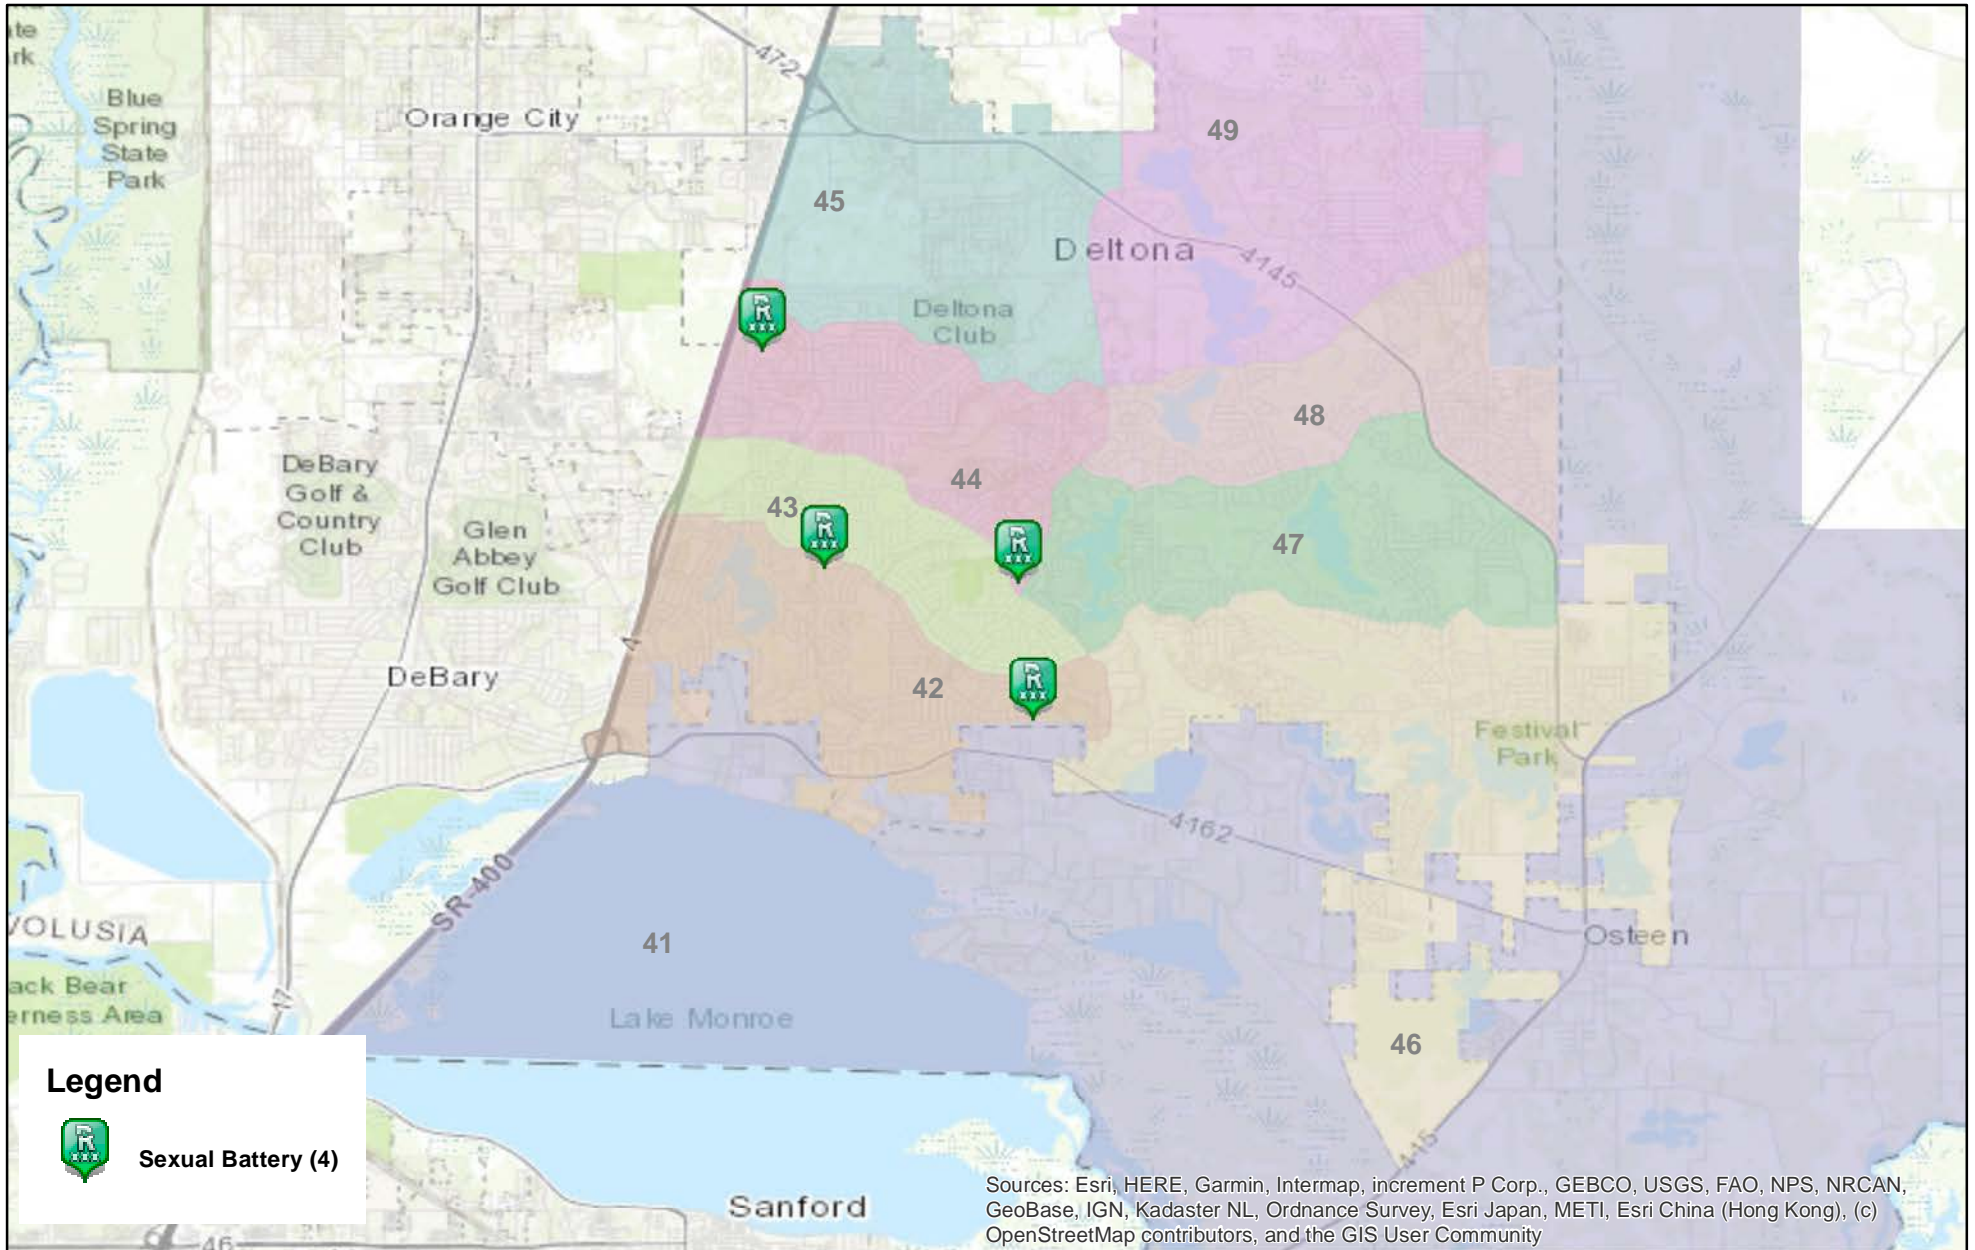 472
Orange City
Blue
Spring
State
Park
49
45
Deltona
4145
Deltona
Club
48
44
43
47
DeBary
Golf &
Country
Club
Glen
Abbey
Golf Club
4
DeBary
42
Festival
Park
4162
SR-400
41
VOLUSIA
Osteen
ack Bear
erness Area
17
Lake Monroe
46
Legend
Sexual Battery (4)
415
Sanford
46
Sources: Esri, HERE, Garmin, Intermap, increment P Corp., GEBCO, USGS, FAO, NPS, NRCAN,
GeoBase, IGN, Kadaster NL, Ordnance Survey, Esri Japan, METI, Esri China (Hong Kong), (c)
OpenStreetMap contributors, and the GIS User Community